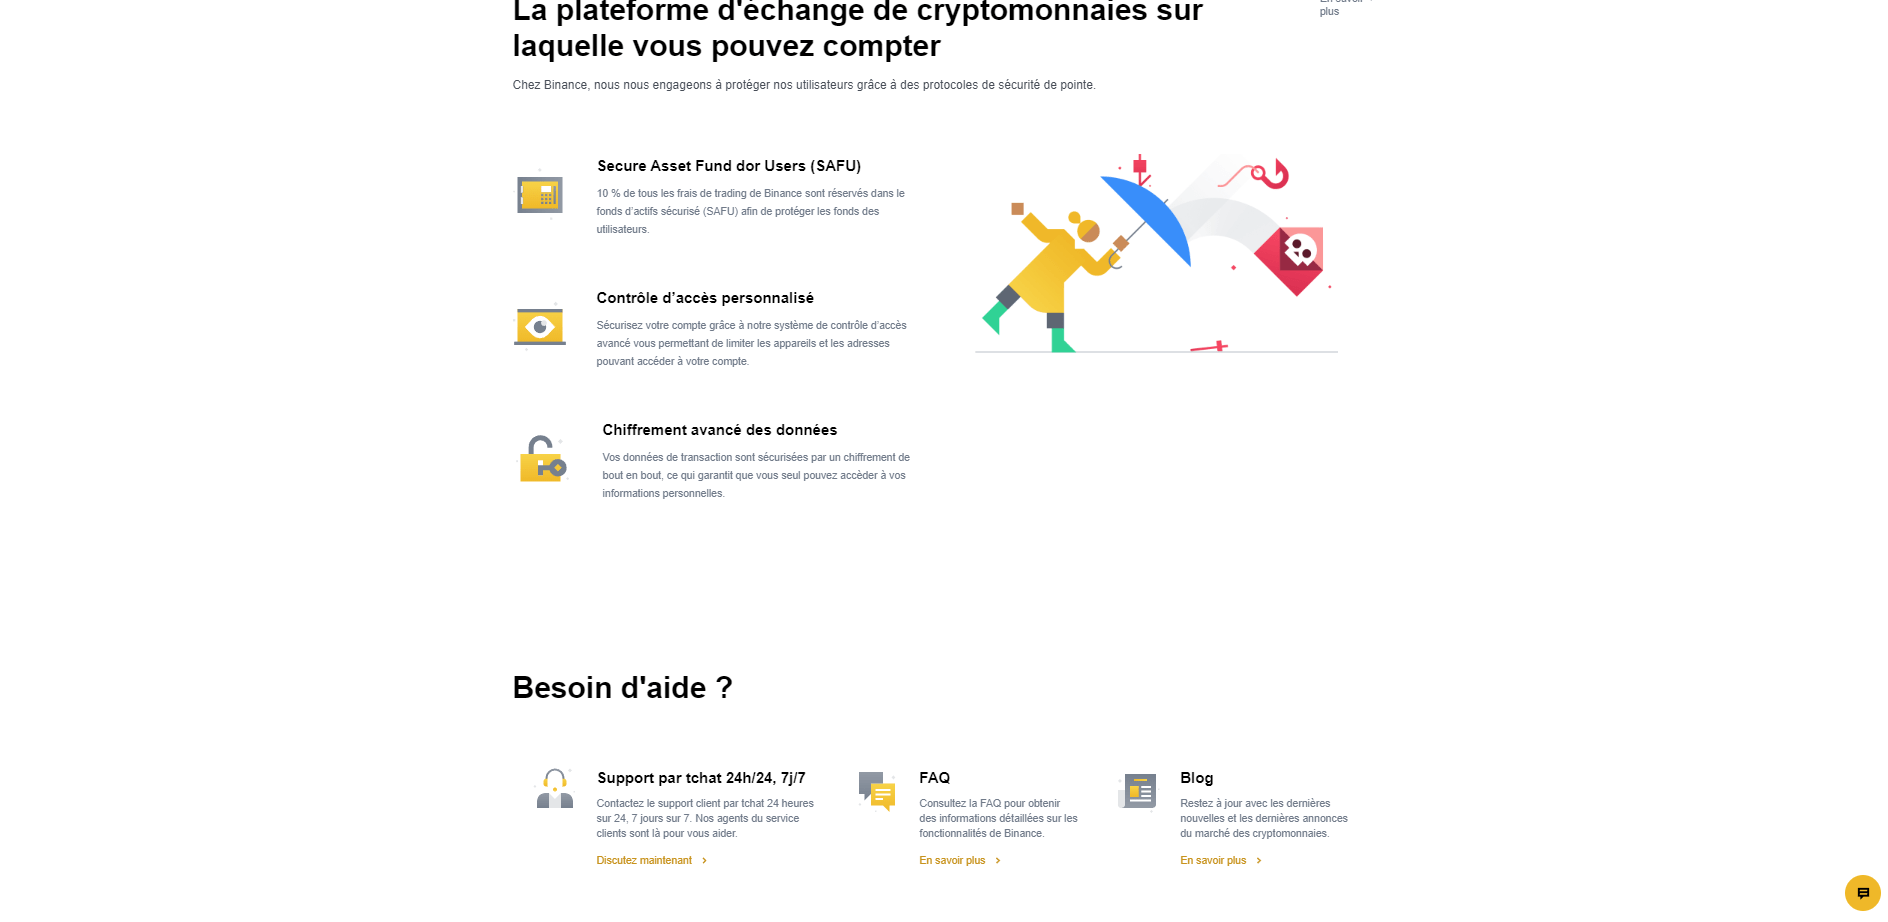 La plateforme d'échange de cryptomonnaies sur
laquelle vous pouvez compter
En savoir
plus
Chez Binance, nous nous engageons à protéger nos utilisateurs grâce à des protocoles de sécurité de pointe.
Secure Asset Fund dor Users (SAFU)
10 % de tous les frais de trading de Binance sont réservés dans le
fonds d’actifs sécurisé (SAFU) afin de protéger les fonds des
utilisateurs.
Contrôle d’accès personnalisé
Sécurisez votre compte grâce à notre système de contrôle d’accès
avancé vous permettant de limiter les appareils et les adresses
pouvant accéder à votre compte.
Chiffrement avancé des données
Vos données de transaction sont sécurisées par un chiffrement de
bout en bout, ce qui garantit que vous seul pouvez accèder à vos
informations personnelles.
Besoin d'aide ?
Support par tchat 24h/24, 7j/7
Contactez le support client par tchat 24 heures
sur 24, 7 jours sur 7. Nos agents du service
clients sont là pour vous aider.
Discutez maintenant
FAQ
Consultez la FAQ pour obtenir
des informations détaillées sur les
fonctionnalités de Binance.
En savoir plus
Blog
Restez à jour avec les dernières
nouvelles et les dernières annonces
du marché des cryptomonnaies.
En savoir plus